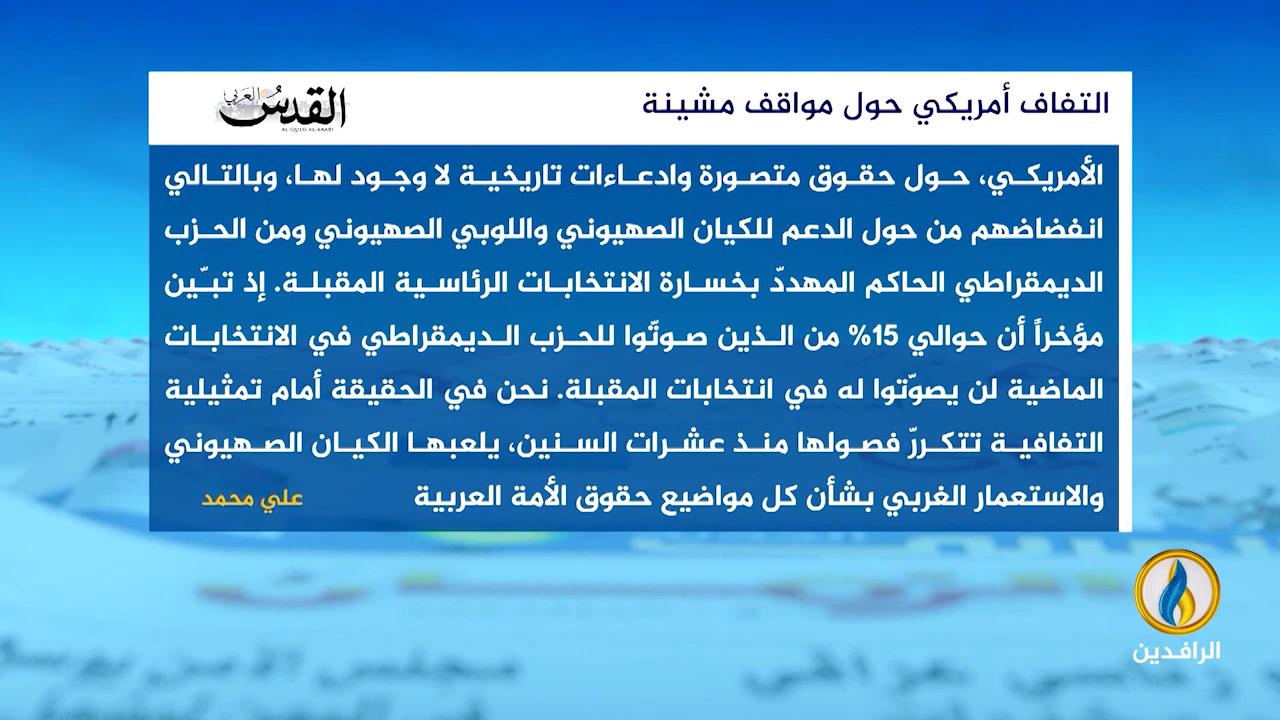 التفاف أمريكي حول مواقف مشينة
القدس العربي
AL-QUDS AL-ARABI
الأمريكي، حول حقوق متصورة وادعاءات تاريخية لا وجود لها، وبالتالي
انفضاضهم من حول الدعم للكيان الصهيوني واللوبي الصهيوني ومن الحزب
الديمقراطي الحاكم المهددّ بخسارة الانتخابات الرئاسية المقبلة. إذ تبيّن
مؤخراً أن حوالي 15% من الذين صوتّوا للحزب الديمقراطي في الانتخابات
الماضية لن يصوّتوا له في انتخابات المقبلة. نحن في الحقيقة أمام تمثيلية
التفافية تتكررّ فصولها منذ عشرات السنين، يلعبها الكيان الصهيوني
والاستعمار الغربي بشأن كل مواضيع حقوق الأمة العربية
علي محمد
الرافدين
مجلس الأمن